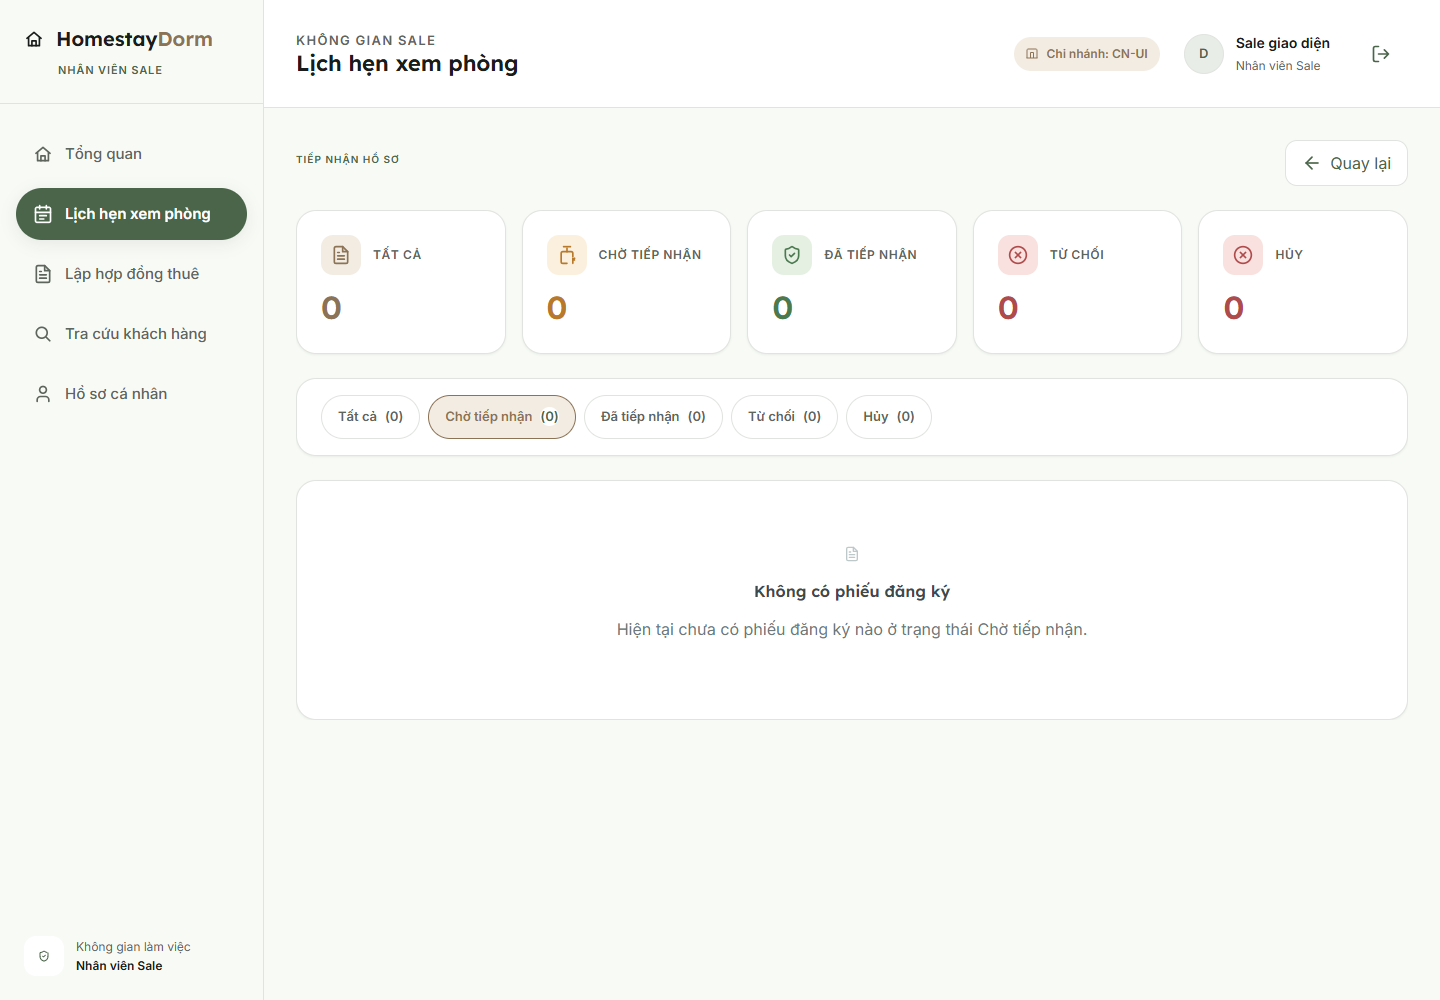 HomestayDorm
NHÂN VIÊN SALE
Tổng quan
Lịch hẹn xem phòng
Lập hợp đồng thuê
Tra cứu khách hàng
Hồ sơ cá nhân
Không gian làm việc
Nhân viên Sale
KHÔNG GIAN SALE
Lịch hẹn xem phòng
Chi nhánh: CN-UI
D
Sale giao diện
Nhân viên Sale
TIẾP NHẬN HỒ SƠ
Quay lại
TẤT CẢ
0
CHỜ TIẾP NHẬN
0
ĐÃ TIẾP NHẬN
0
TỪ CHỐI
0
HỦY
0
Tất cả (0)
Chờ tiếp nhận (0)
Đã tiếp nhận (0)
Từ chối (0)
Hủy (0)
Không có phiếu đăng ký
Hiện tại chưa có phiếu đăng ký nào ở trạng thái Chờ tiếp nhận.